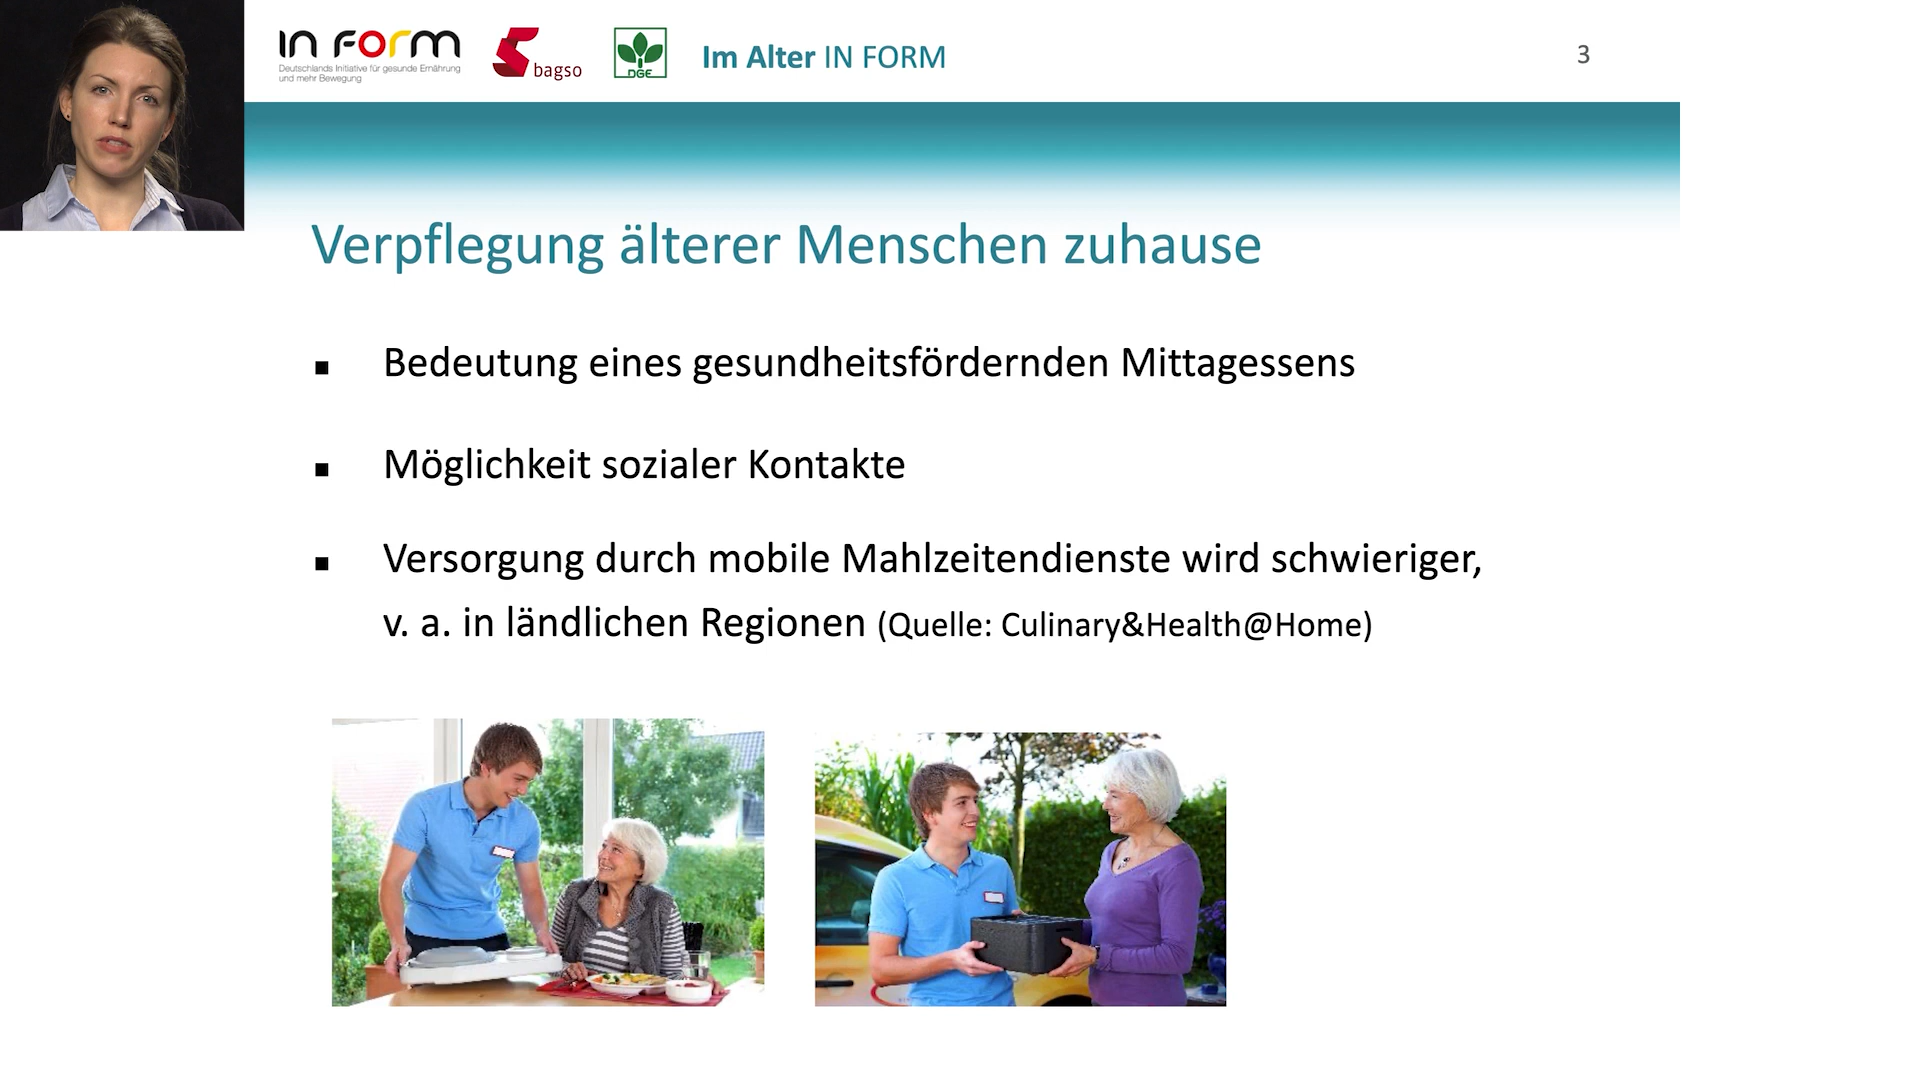 IN FORM
Deutschlands Initiative für gesunde Ernährung
und mehr Bewegung
bagso
DGE
Im Alter IN FORM
3
Verpflegung älterer Menschen zuhause
▪ Bedeutung eines gesundheitsfördernden Mittagessens
▪ Möglichkeit sozialer Kontakte
▪ Versorgung durch mobile Mahlzeitendienste wird schwieriger,
v. a. in ländlichen Regionen (Quelle: Culinary&Health@Home)